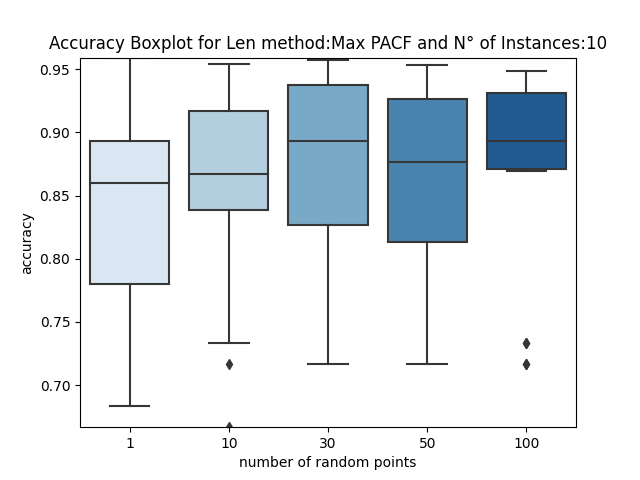 Accuracy Boxplot for Len method:Max PACF and N° of Instances:10
0.95
0.90
0.85
0.80
0.75
0.70
accuracy
1 10 30 50 100
number of random points